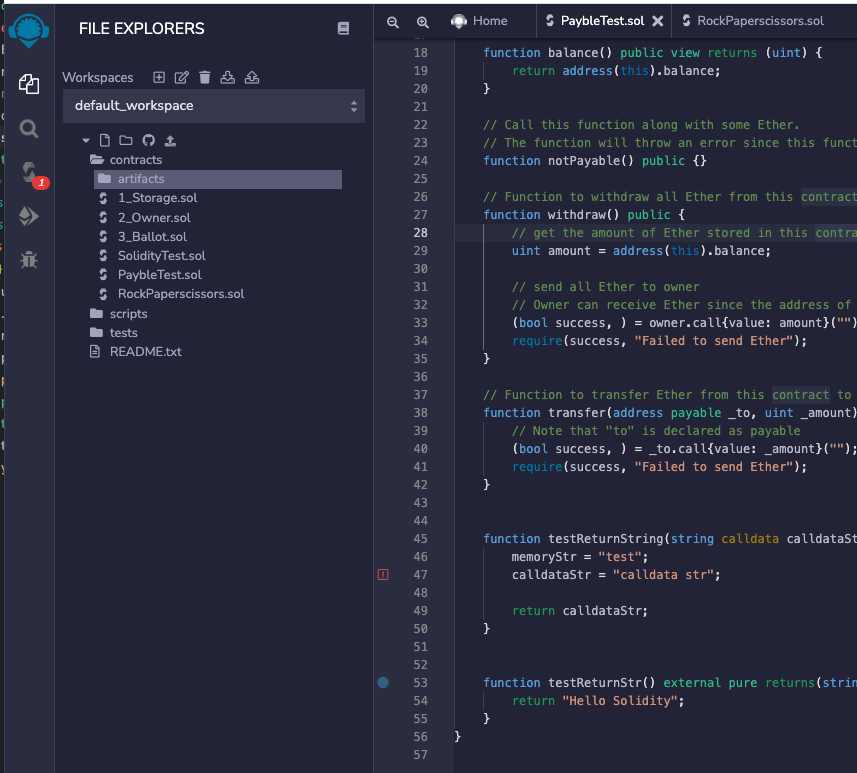 FILE EXPLORERS
Workspaces
default_workspace
contracts
artifacts
1_Storage.sol
2_Owner.sol
3_Ballot.sol
SolidityTest.sol
PaybleTest.sol
RockPaperscissors.sol
scripts
tests
README.txt
1
Home PaybleTest.sol RockPaperscissors.sol
18 function balance() public view returns (uint) {
19 return address(this).balance;
20 }
21
22 // Call this function along with some Ether.
23 // The function will throw an error since this funct
24 function notPayable() public {}
25
26 // Function to withdraw all Ether from this contract
27 function withdraw() public {
28 // get the amount of Ether stored in this contra
29 uint amount = address(this).balance;
30
31 // send all Ether to owner
32 // Owner can receive Ether since the address of
33 (bool success, ) = owner.call{value: amount}("")
34 require(success, "Failed to send Ether");
35 }
36
37 // Function to transfer Ether from this contract to
38 function transfer(address payable _to, uint _amount)
39 // Note that "to" is declared as payable
40 (bool success, ) = _to.call{value: _amount}("");
41 require(success, "Failed to send Ether");
42 }
43
44
45 function testReturnString(string calldata calldataSt
46 memoryStr = "test";
47 calldataStr = "calldata str";
48
49 return calldataStr;
50 }
51
52
53 function testReturnStr() external pure returns(strin
54 return "Hello Solidity";
55 }
56 }
57